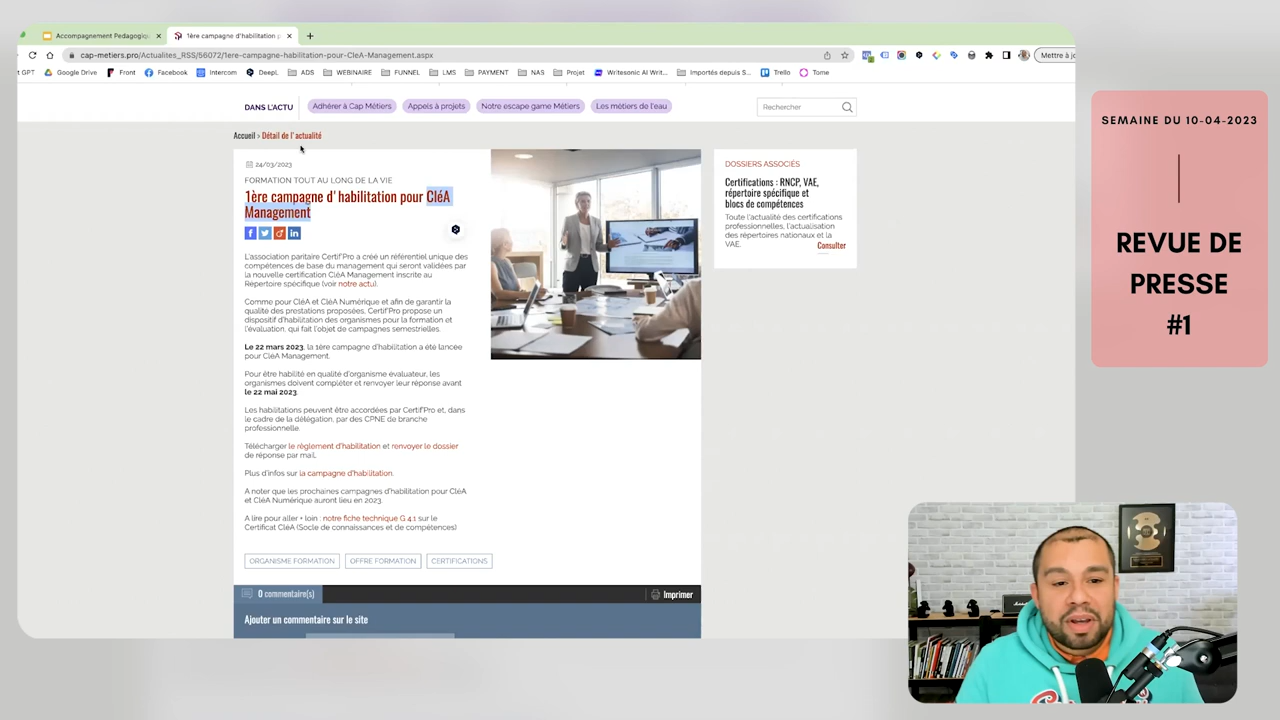 Accompagnement Pedagogiqu
1ère campagne d'habilitation p
cap-metiers.pro/Actualites_RSS/56072/1ere-campagne-habilitation-pour-CleA-Management.aspx
Mettre à jo
GPT
Google Drive
Front
Facebook
Intercom
DeepL
ADS
WEBINAIRE
FUNNEL
LMS
PAYMENT
NAS
Projet
Writesonic AI Writ...
Importés depuis S...
Trello
Tome
DANS L'ACTU
Adhérer à Cap Métiers
Appels à projets
Notre escape game Métiers
Les métiers de l'eau
Rechercher
Accueil › Détail de l'actualité
24/03/2023
FORMATION TOUT AU LONG DE LA VIE
1ère campagne d'habilitation pour CléA
Management
L'association paritaire Certif'Pro a créé un référentiel unique des
compétences de base du management qui seront validées par
la nouvelle certification CléA Management inscrite au
Répertoire spécifique (voir notre actu).
Comme pour CléA et CléA Numérique et afin de garantir la
qualité des prestations proposées, Certif'Pro propose un
dispositif d'habilitation des organismes pour la formation et
l'évaluation, qui fait l'objet de campagnes semestrielles.
Le 22 mars 2023, la 1ère campagne d'habilitation a été lancée
pour CléA Management.
Pour être habilité en qualité d'organisme évaluateur, les
organismes doivent compléter et renvoyer leur réponse avant
le 22 mai 2023.
Les habilitations peuvent être accordées par Certif'Pro et, dans
le cadre de la délégation, par des CPNE de branche
professionnelle.
Télécharger le règlement d'habilitation et renvoyer le dossier
de réponse par mail.
Plus d'infos sur la campagne d'habilitation.
A noter que les prochaines campagnes d'habilitation pour CléA
et CléA Numérique auront lieu en 2023.
A lire pour aller + loin : notre fiche technique G 4.1 sur le
Certificat CléA (Socle de connaissances et de compétences)
ORGANISME FORMATION
OFFRE FORMATION
CERTIFICATIONS
0 commentaire(s)
Imprimer
Ajouter un commentaire sur le site
DOSSIERS ASSOCIÉS
Certifications : RNCP, VAE,
répertoire spécifique et
blocs de compétences
Toute l'actualité des certifications
professionnelles, l'actualisation
des répertoires nationaux et la
VAE.
Consulter
SEMAINE DU 10-04-2023
REVUE DE
PRESSE
#1